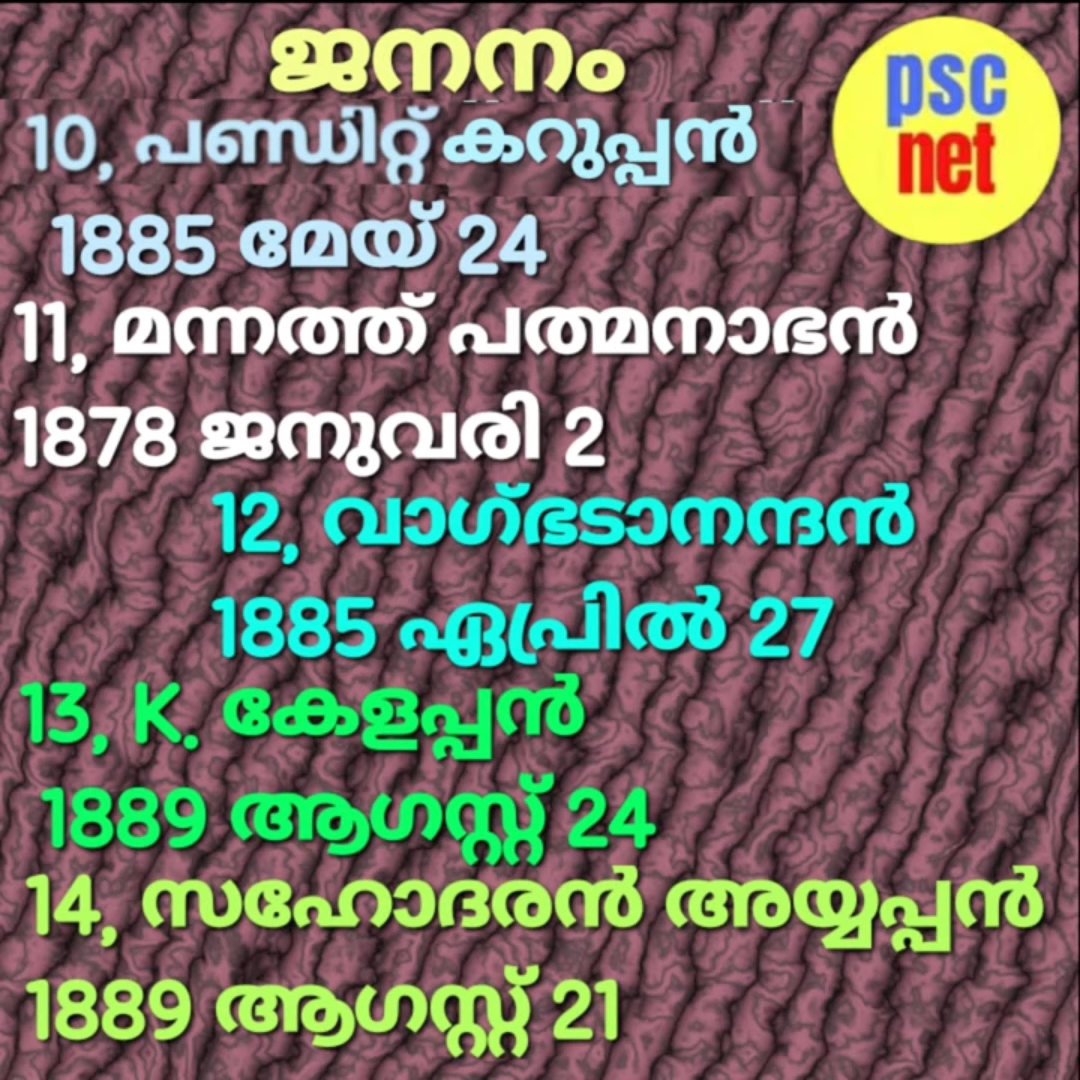 ജനനം
psc
net
10, പണ്ഡിറ്റ് കറുപ്പൻ
1885 മേയ് 24
11, മന്നത്ത് പത്മനാഭൻ
1878 ജനുവരി 2
12, വാഗ്ഭടാനന്ദൻ
1885 ഏപ്രിൽ 27
13, K. കേളപ്പൻ
1889 ആഗസ്റ്റ് 24
14, സഹോദരൻ അയ്യപ്പൻ
1889 ആഗസ്റ്റ് 21